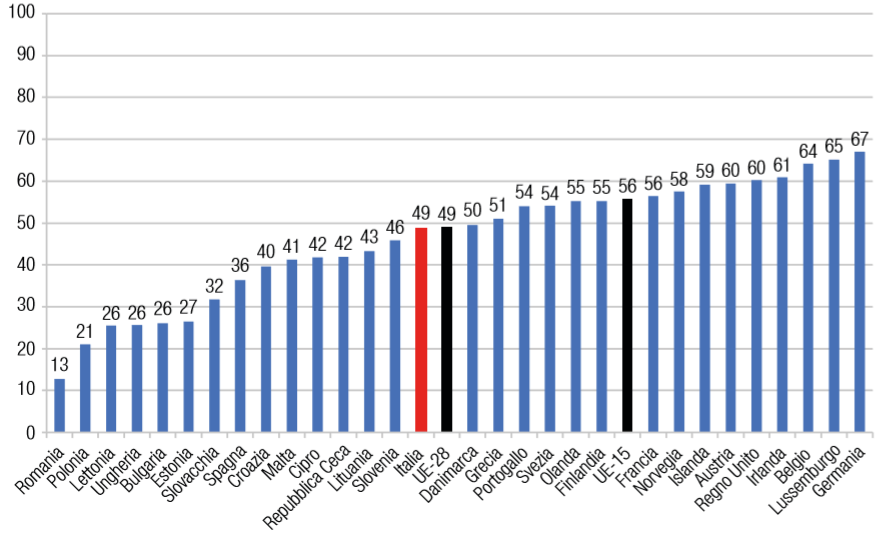 100
90
80
70
60
50
40
30
20
10
0
13 21 26 26 26 27 32 36 40 41 42 42 43 46 49 49 50 51 54 54 55 55 56 56 58 59 60 60 61 64 65 67
Romania
Polonia
Lettonia
Ungheria
Bulgaria
Estonia
Slovacchia
Spagna
Croazia
Malta
Cipro
Repubblica Ceca
Lituania
Slovenia
Italia
UE-28
Danimarca
Grecia
Portogallo
Svezia
Olanda
Finlandia
UE-15
Francia
Norvegia
Islanda
Austria
Regno Unito
Irlanda
Belgio
Lussemburgo
Germania